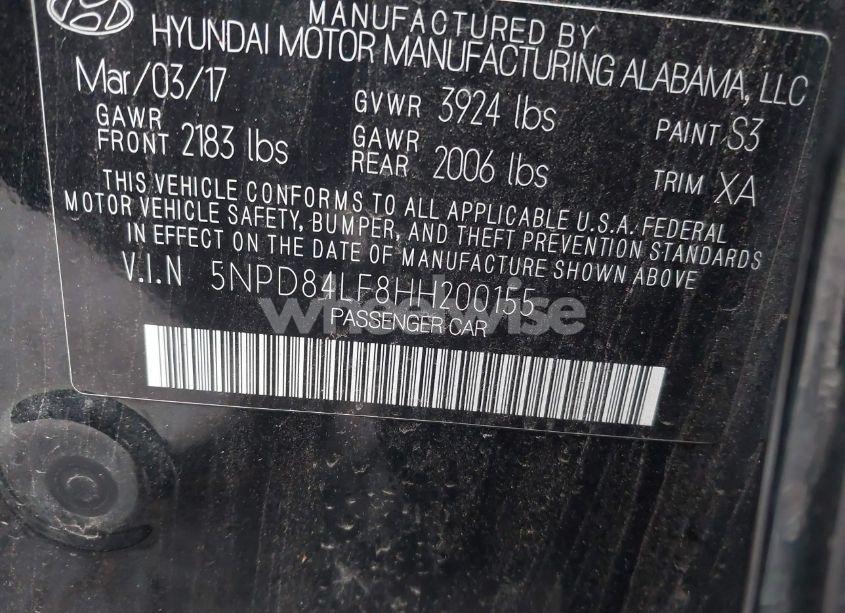 MANUFACTURED BY
HYUNDAI MOTOR MANUFACTURING ALABAMA, LLC
Mar/03/17 GVWR 3924 lbs PAINT S3
GAWR FRONT 2183 lbs GAWR REAR 2006 lbs TRIM XA
THIS VEHICLE CONFORMS TO ALL APPLICABLE U.S.A. FEDERAL
MOTOR VEHICLE SAFETY, BUMPER, AND THEFT PREVENTION STANDARDS
IN EFFECT ON THE DATE OF MANUFACTURE SHOWN ABOVE
V.I.N 5NPD84LF8HH200155
PASSENGER CAR
wheelwise